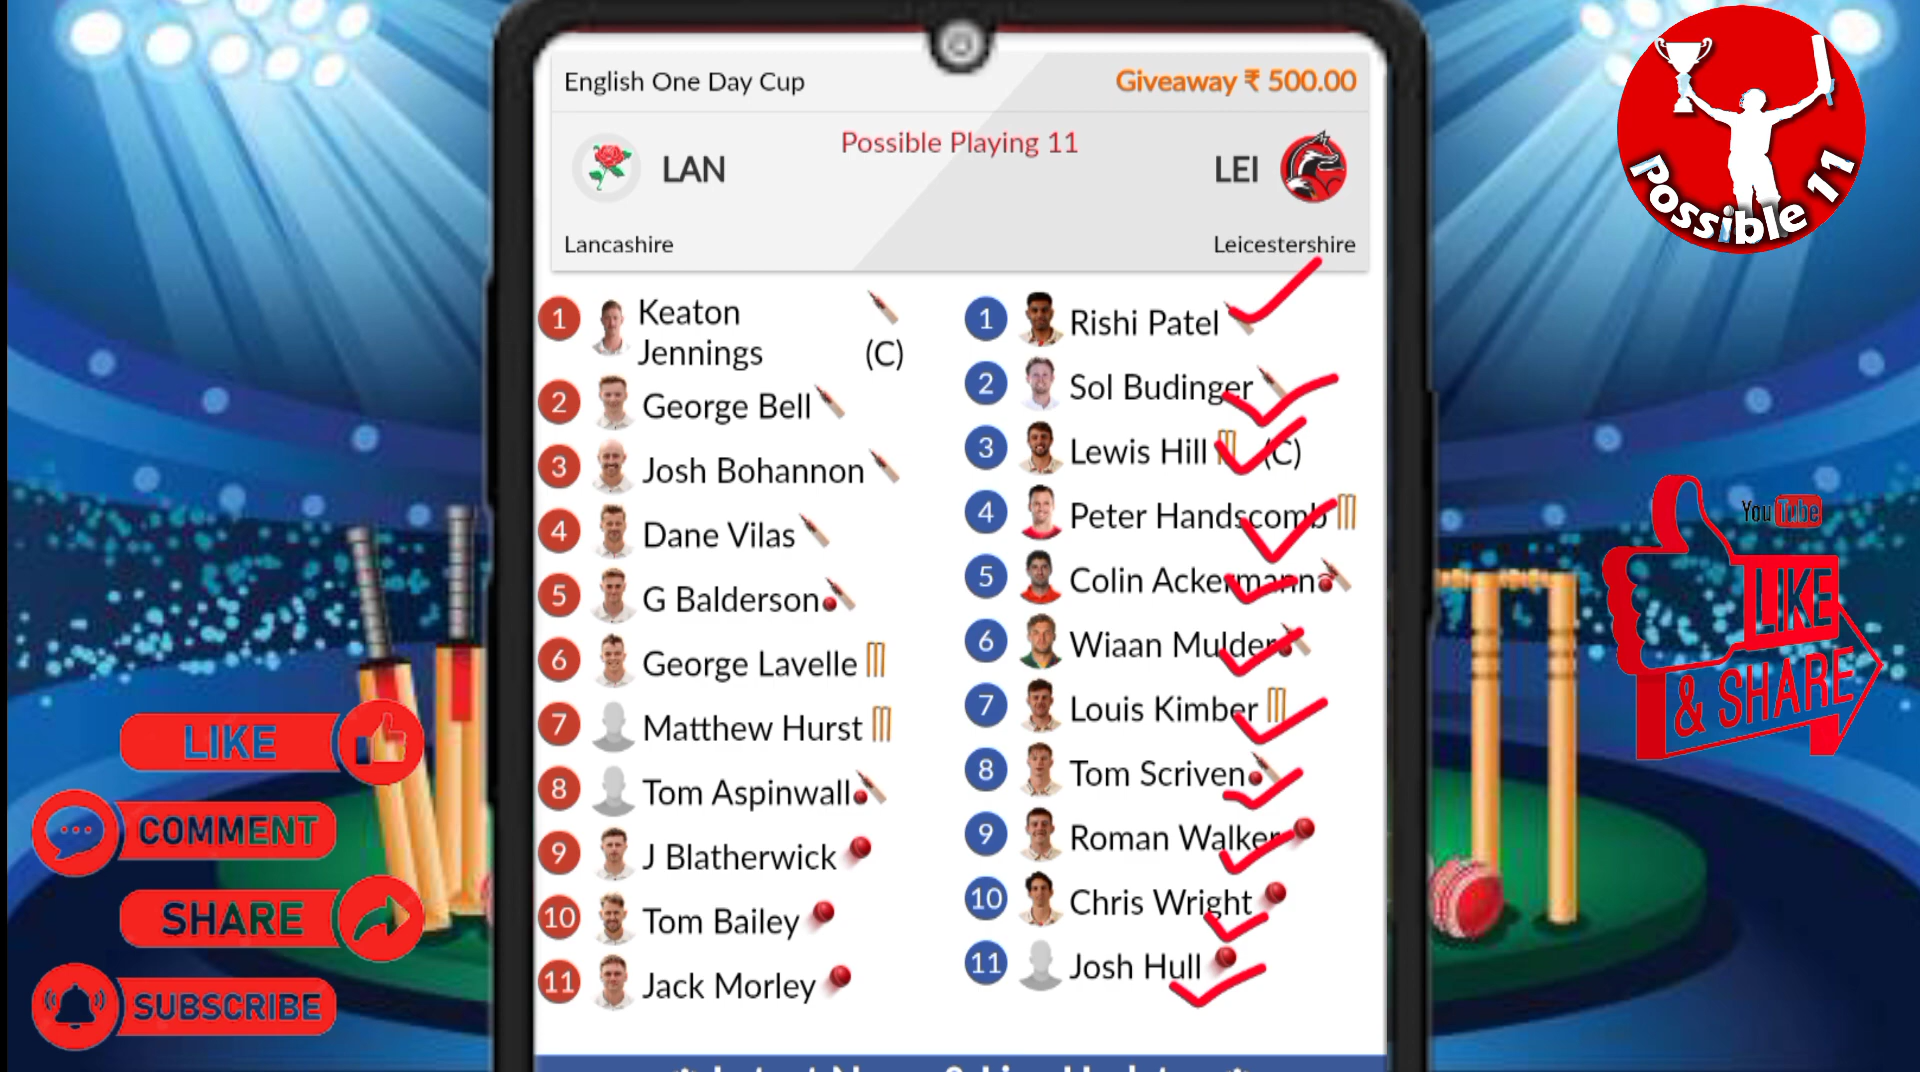 English One Day Cup
Giveaway ₹ 500.00
Possible Playing 11
LAN
LEI
Lancashire
Leicestershire
1 Keaton Jennings (C)
2 George Bell
3 Josh Bohannon
4 Dane Vilas
5 G Balderson
6 George Lavelle
7 Matthew Hurst
8 Tom Aspinwall
9 J Blatherwick
10 Tom Bailey
11 Jack Morley
1 Rishi Patel
2 Sol Budinger
3 Lewis Hill (C)
4 Peter Handscomb
5 Colin Ackermann
6 Wiaan Mulder
7 Louis Kimber
8 Tom Scriven
9 Roman Walker
10 Chris Wright
11 Josh Hull
Possible 11
YouTube
LIKE
& SHARE
LIKE
COMMENT
SHARE
SUBSCRIBE